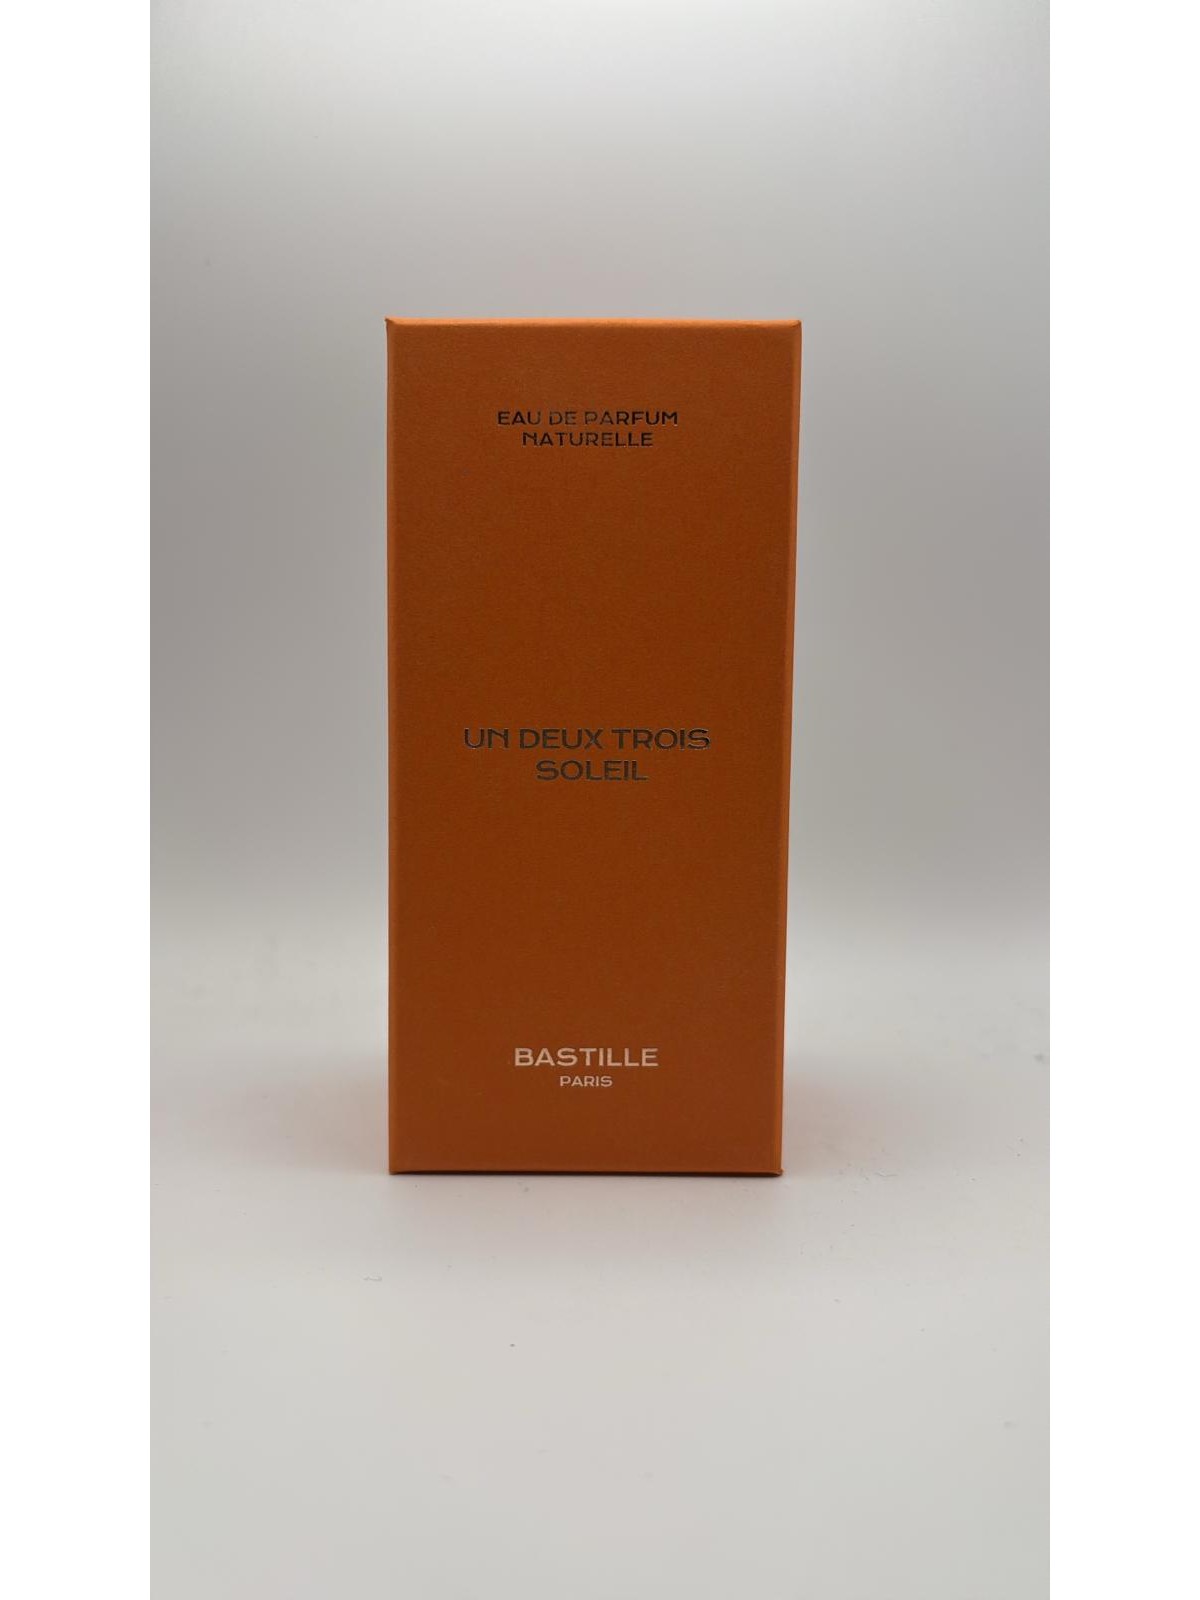 EAU DE PARFUM
NATURELLE
UN DEUX TROIS
SOLEIL
BASTILLE
PARIS